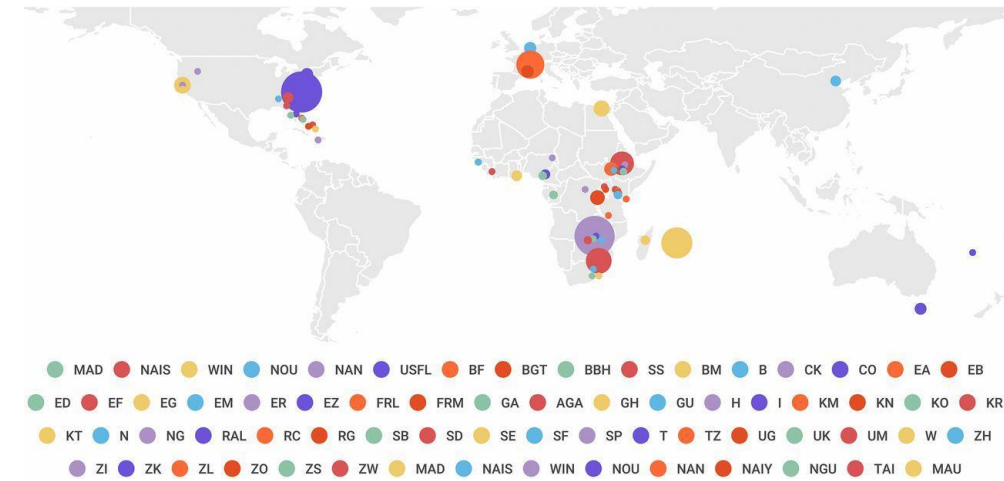 MAD NAIS WIN NOU NAN USFL BF BGT BBH SS BM B CK CO EA EB
ED EF EG EM ER EZ FRL FRM GA AGA GH GU H I KM KN KO KR
KT N NG RAL RC RG SB SD SE SF SP T TZ UG UK UM W ZH
ZI ZK ZL ZO ZS ZW MAD NAIS WIN NOU NAN NAIY NGU TAI MAU